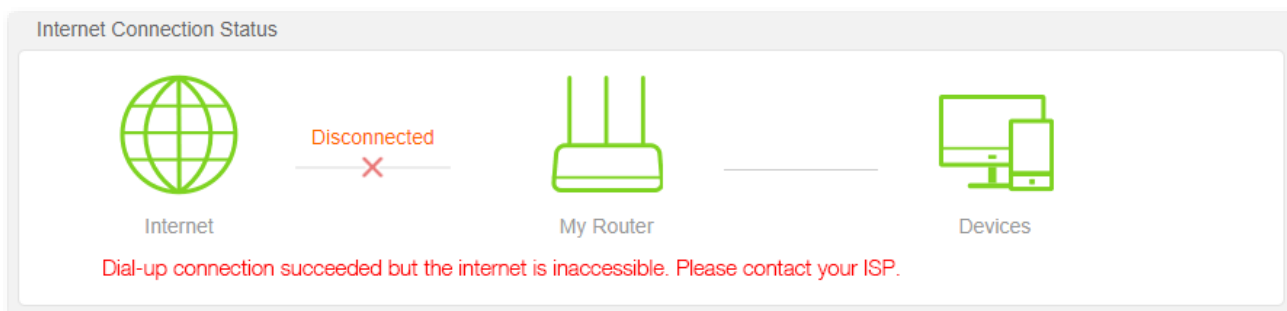 Internet Connection Status
Disconnected
Internet
My Router
Devices
Dial-up connection succeeded but the internet is inaccessible. Please contact your ISP.